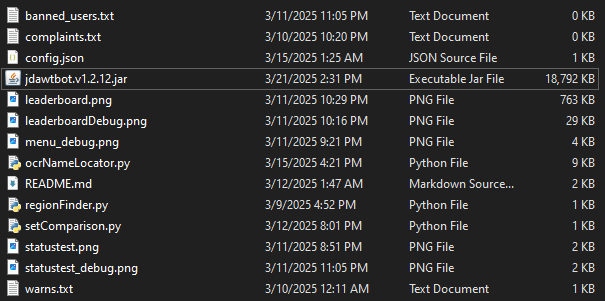 banned_users.txt 3/11/2025 11:05 PM Text Document 0 KB
complaints.txt 3/10/2025 10:20 PM Text Document 0 KB
config.json 3/15/2025 1:25 AM JSON Source File 1 KB
jdawtbot.v1.2.12.jar 3/21/2025 2:31 PM Executable Jar File 18,792 KB
leaderboard.png 3/11/2025 10:29 PM PNG File 763 KB
leaderboardDebug.png 3/11/2025 10:16 PM PNG File 29 KB
menu_debug.png 3/11/2025 9:21 PM PNG File 4 KB
ocrNameLocator.py 3/15/2025 4:21 PM Python File 9 KB
README.md 3/12/2025 1:47 AM Markdown Source... 2 KB
regionFinder.py 3/9/2025 4:52 PM Python File 1 KB
setComparison.py 3/12/2025 8:01 PM Python File 1 KB
statustest.png 3/11/2025 8:51 PM PNG File 2 KB
statustest_debug.png 3/11/2025 11:05 PM PNG File 2 KB
warns.txt 3/10/2025 12:11 AM Text Document 1 KB